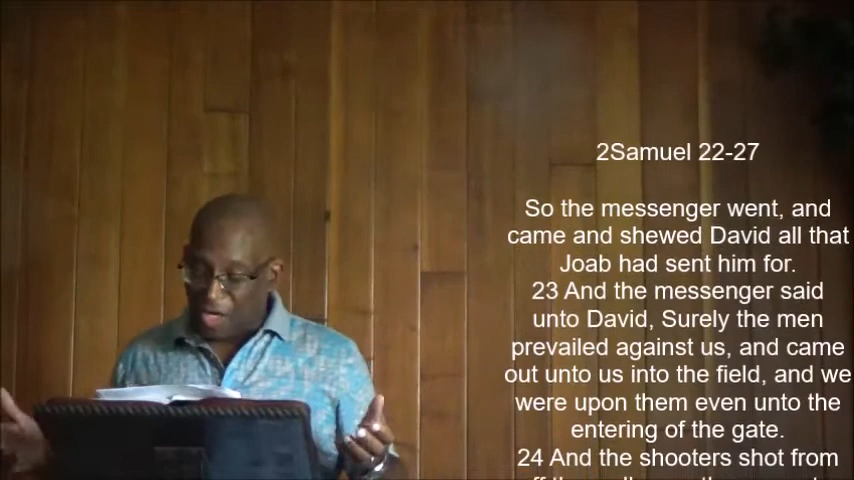 2Samuel 22-27
So the messenger went, and
came and shewed David all that
Joab had sent him for.
23 And the messenger said
unto David, Surely the men
prevailed against us, and came
out unto us into the field, and we
were upon them even unto the
entering of the gate.
24 And the shooters shot from